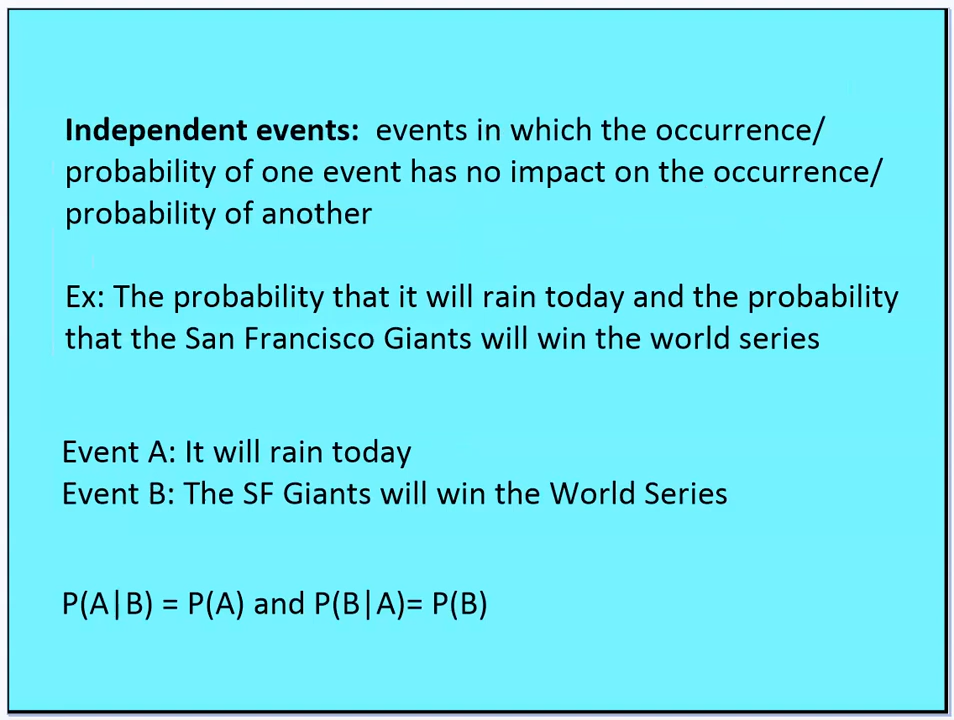 Independent events:  events in which the occurrence/
probability of one event has no impact on the occurrence/
probability of another
Ex: The probability that it will rain today and the probability
that the San Francisco Giants will win the world series
Event A: It will rain today
Event B: The SF Giants will win the World Series
P(A|B) = P(A) and P(B|A)= P(B)